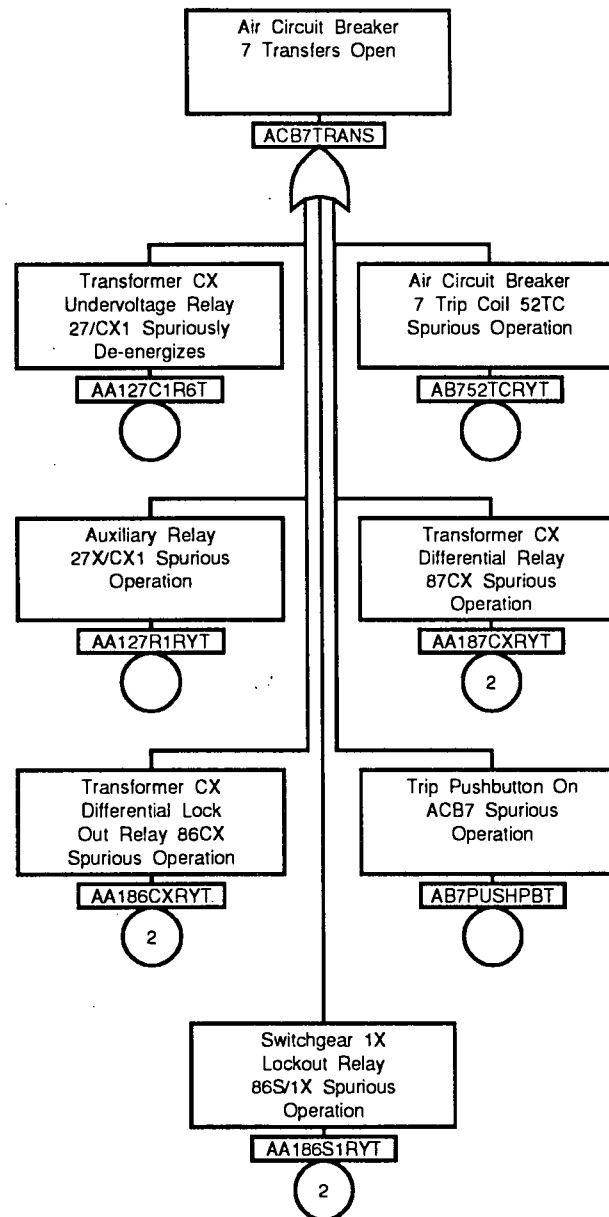 Air Circuit Breaker
7 Transfers Open
ACB7TRANS
Transformer CX
Undervoltage Relay
27/CX1 Spuriously
De-energizes
AA127C1R6T
Air Circuit Breaker
7 Trip Coil 52TC
Spurious Operation
AB752TCRYT
Auxiliary Relay
27X/CX1 Spurious
Operation
AA127R1RYT
Transformer CX
Differential Relay
87CX Spurious
Operation
AA187CXRYT
2
Transformer CX
Differential Lock
Out Relay 86CX
Spurious Operation
AA186CXRYT
2
Trip Pushbutton On
ACB7 Spurious
Operation
AB7PUSHPBT
Switchgear 1X
Lockout Relay
86S/1X Spurious
Operation
AA186S1RYT
2